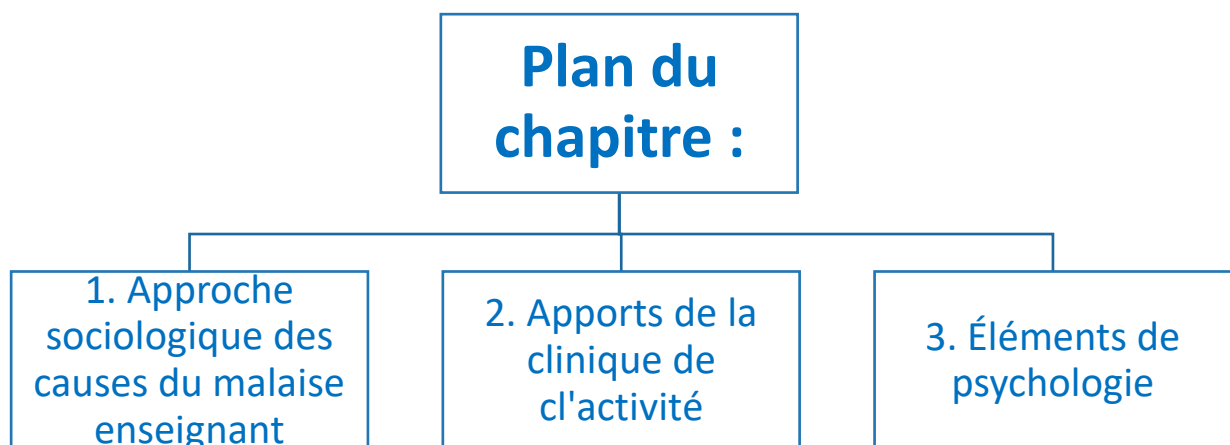 Plan du
chapitre :
1. Approche
sociologique des
causes du malaise
enseignant
2. Apports de la
clinique de
cl'activité
3. Éléments de
psychologie